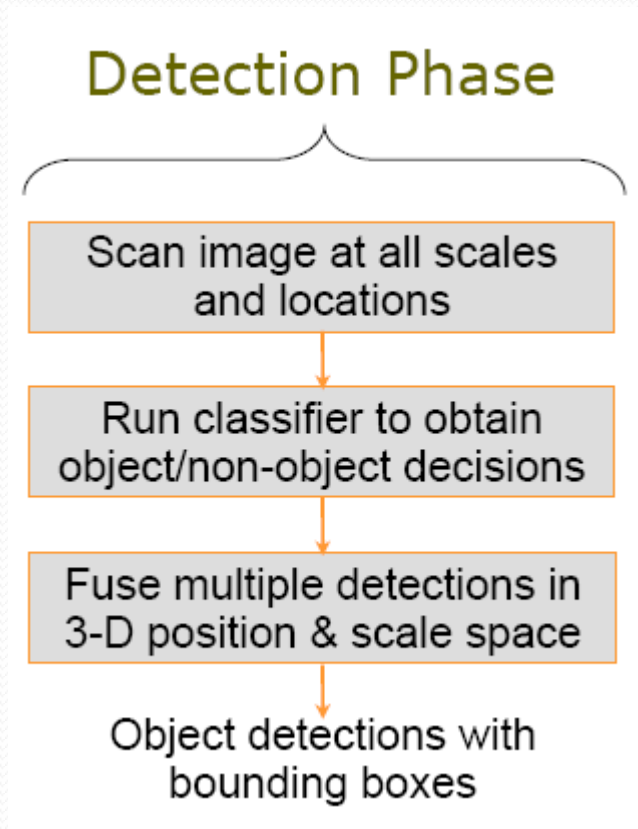 Detection Phase
Scan image at all scales
and locations
Run classifier to obtain
object/non-object decisions
Fuse multiple detections in
3-D position & scale space
Object detections with
bounding boxes